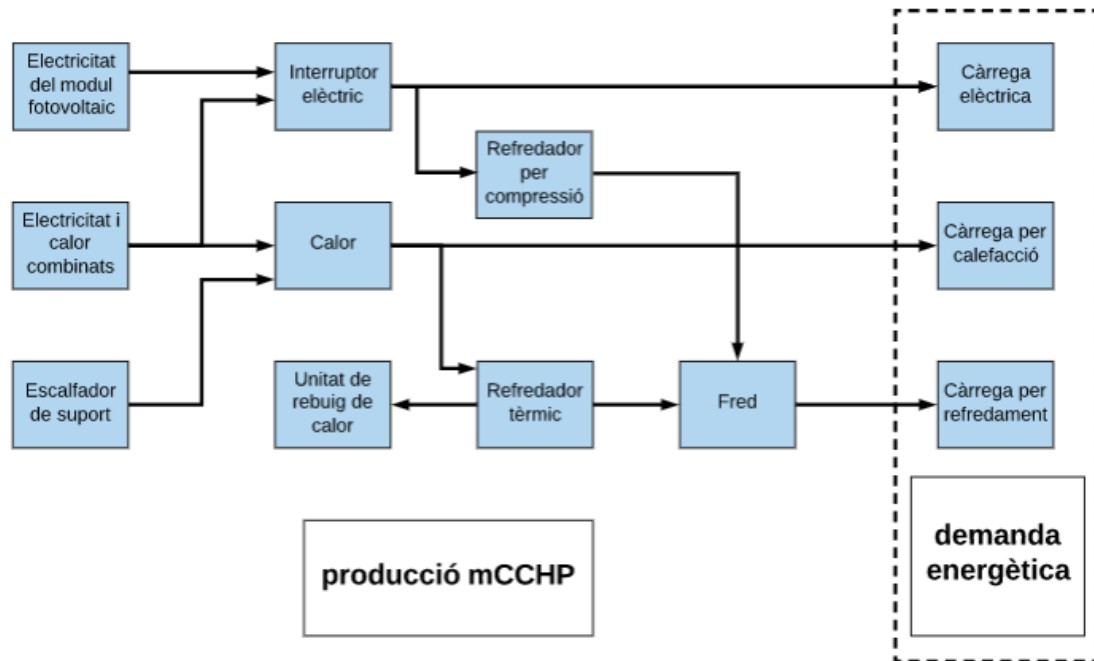 Electricitat
del modul
fotovoltaic
Interruptor
elèctric
Càrrega
elèctrica
Refredador
per
compressió
Electricitat i
calor
combinats
Calor
Càrrega per
calefacció
Escalfador
de suport
Unitat de
rebuig de
calor
Refredador
tèrmic
Fred
Càrrega per
refredament
producció mCCHP
demanda
energètica